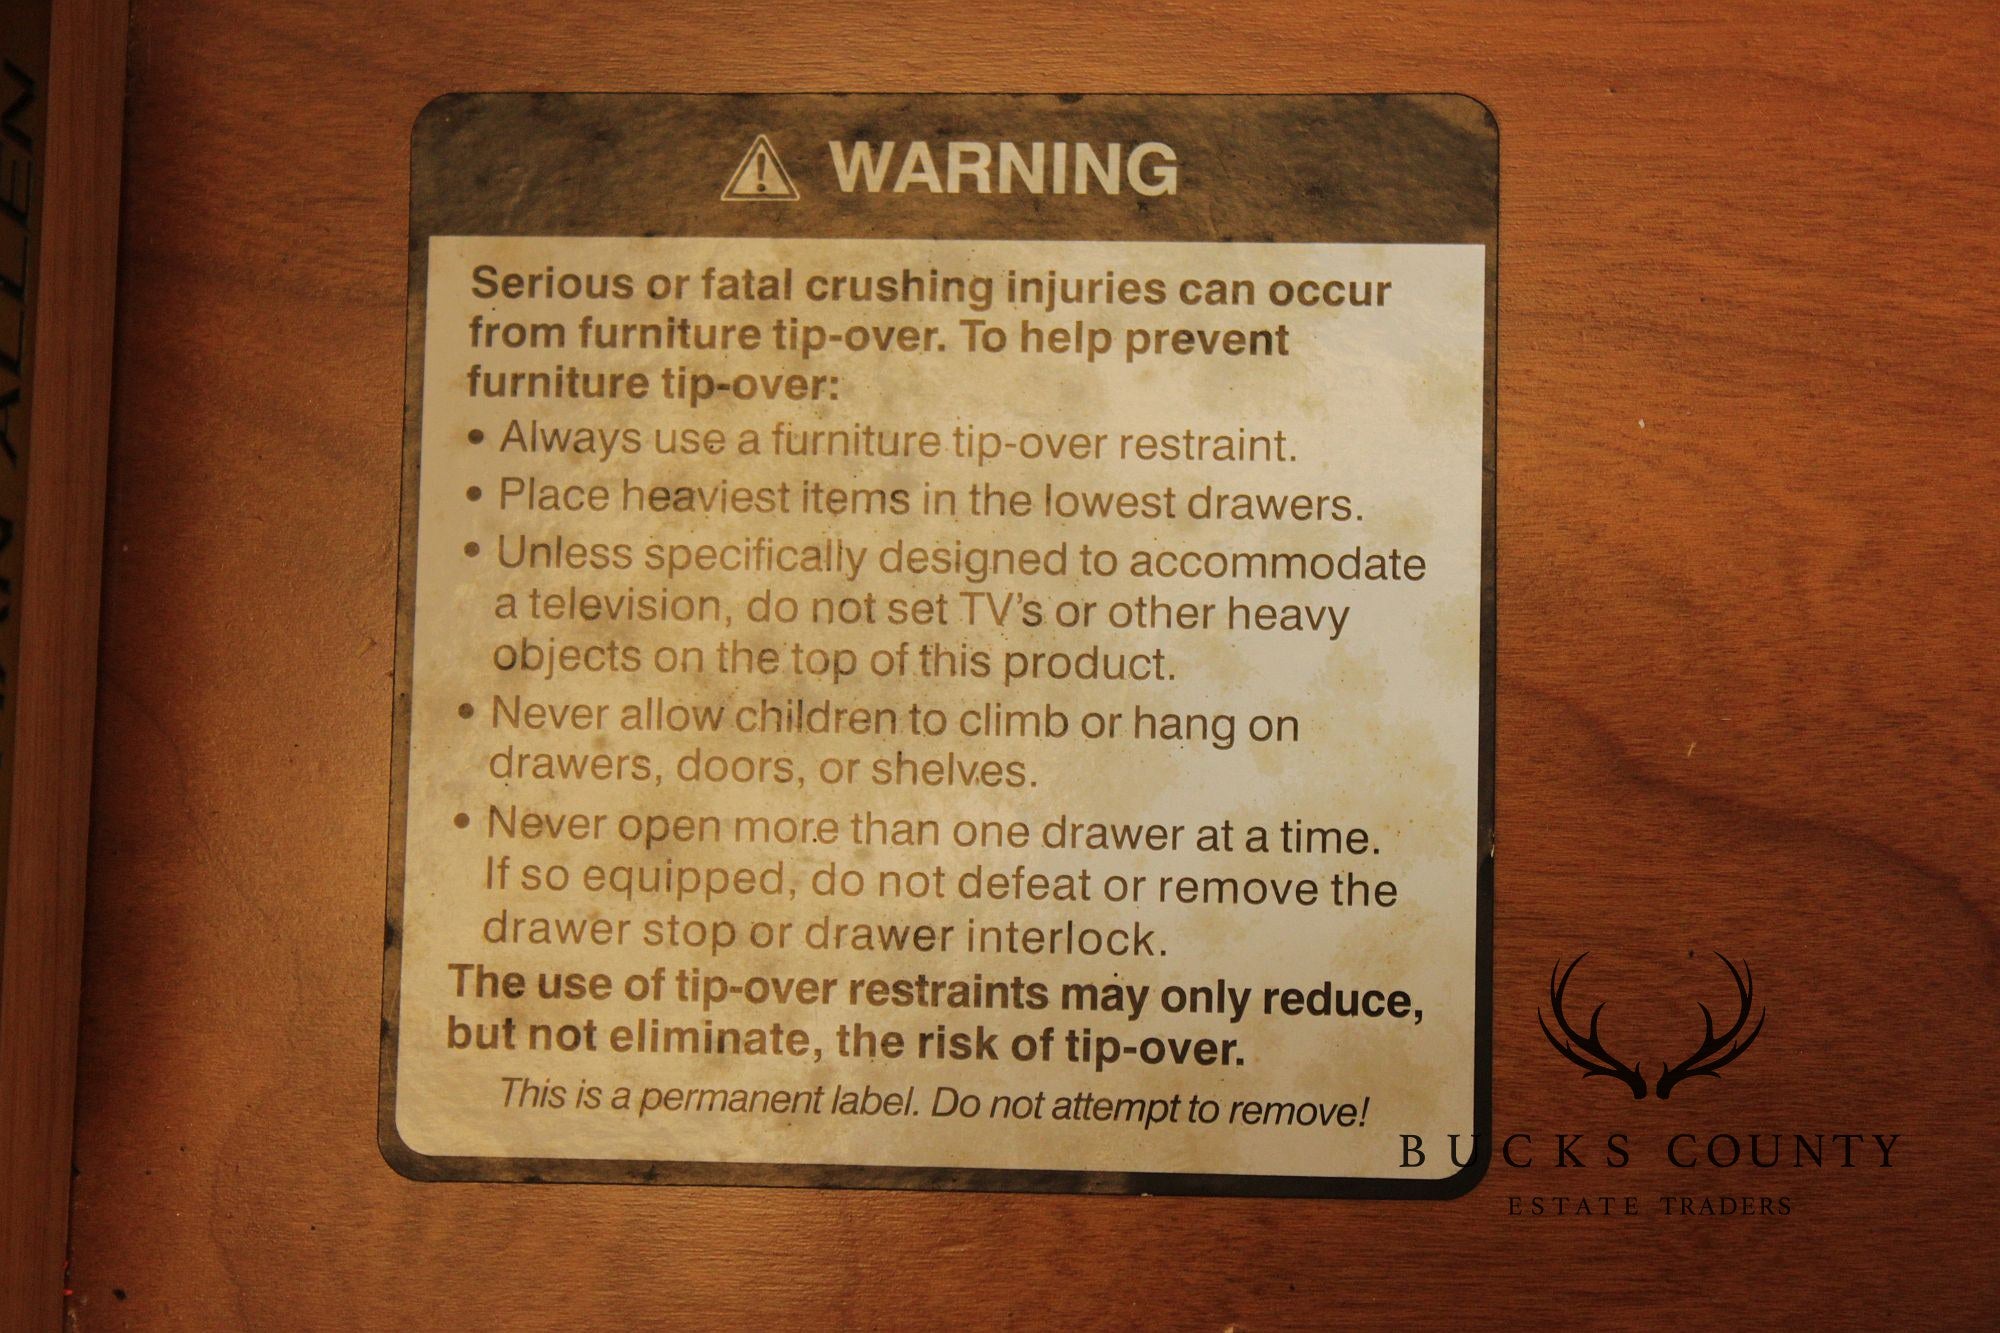 WARNING
Serious or fatal crushing injuries can occur
from furniture tip-over. To help prevent
furniture tip-over:
• Always use a furniture tip-over restraint.
• Place heaviest items in the lowest drawers.
• Unless specifically designed to accommodate
a television, do not set TV's or other heavy
objects on the top of this product.
• Never allow children to climb or hang on
drawers, doors, or shelves.
• Never open more than one drawer at a time.
If so equipped, do not defeat or remove the
drawer stop or drawer interlock.
The use of tip-over restraints may only reduce,
but not eliminate, the risk of tip-over.
This is a permanent label. Do not attempt to remove!
BUCKS COUNTY
ESTATE TRADERS
ALLEN